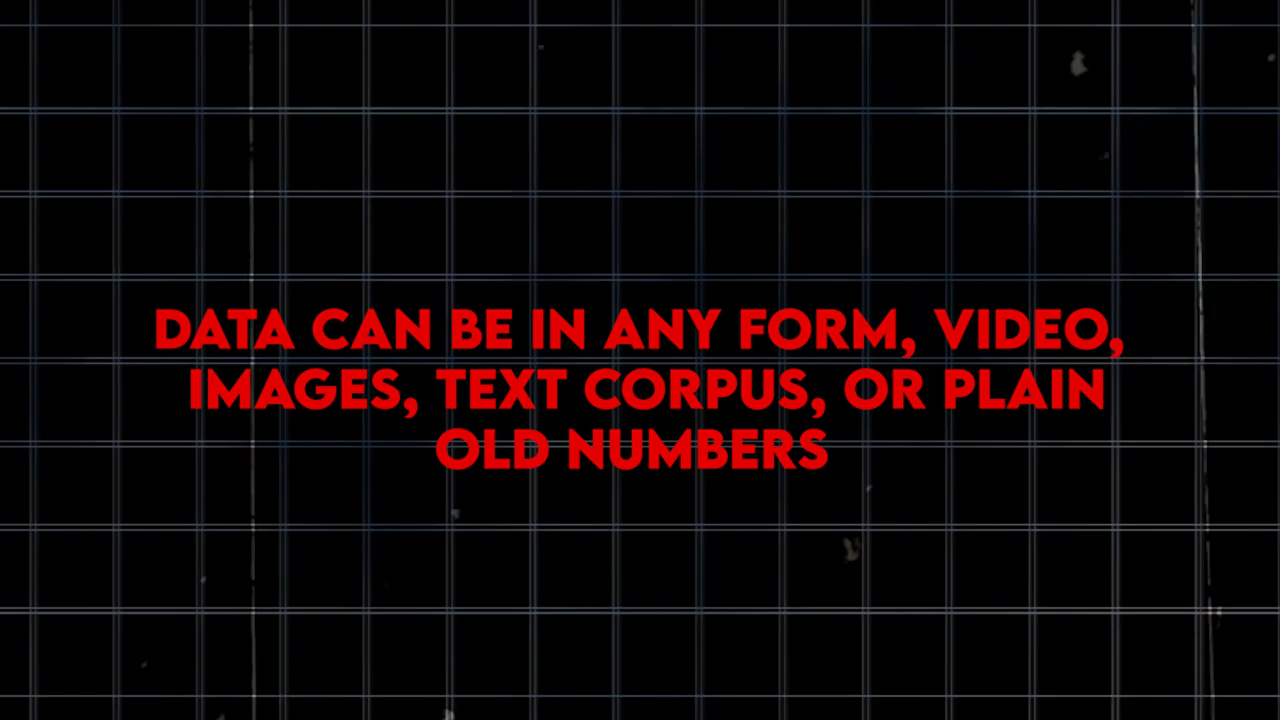 DATA CAN BE IN ANY FORM, VIDEO,
IMAGES, TEXT CORPUS, OR PLAIN
OLD NUMBERS